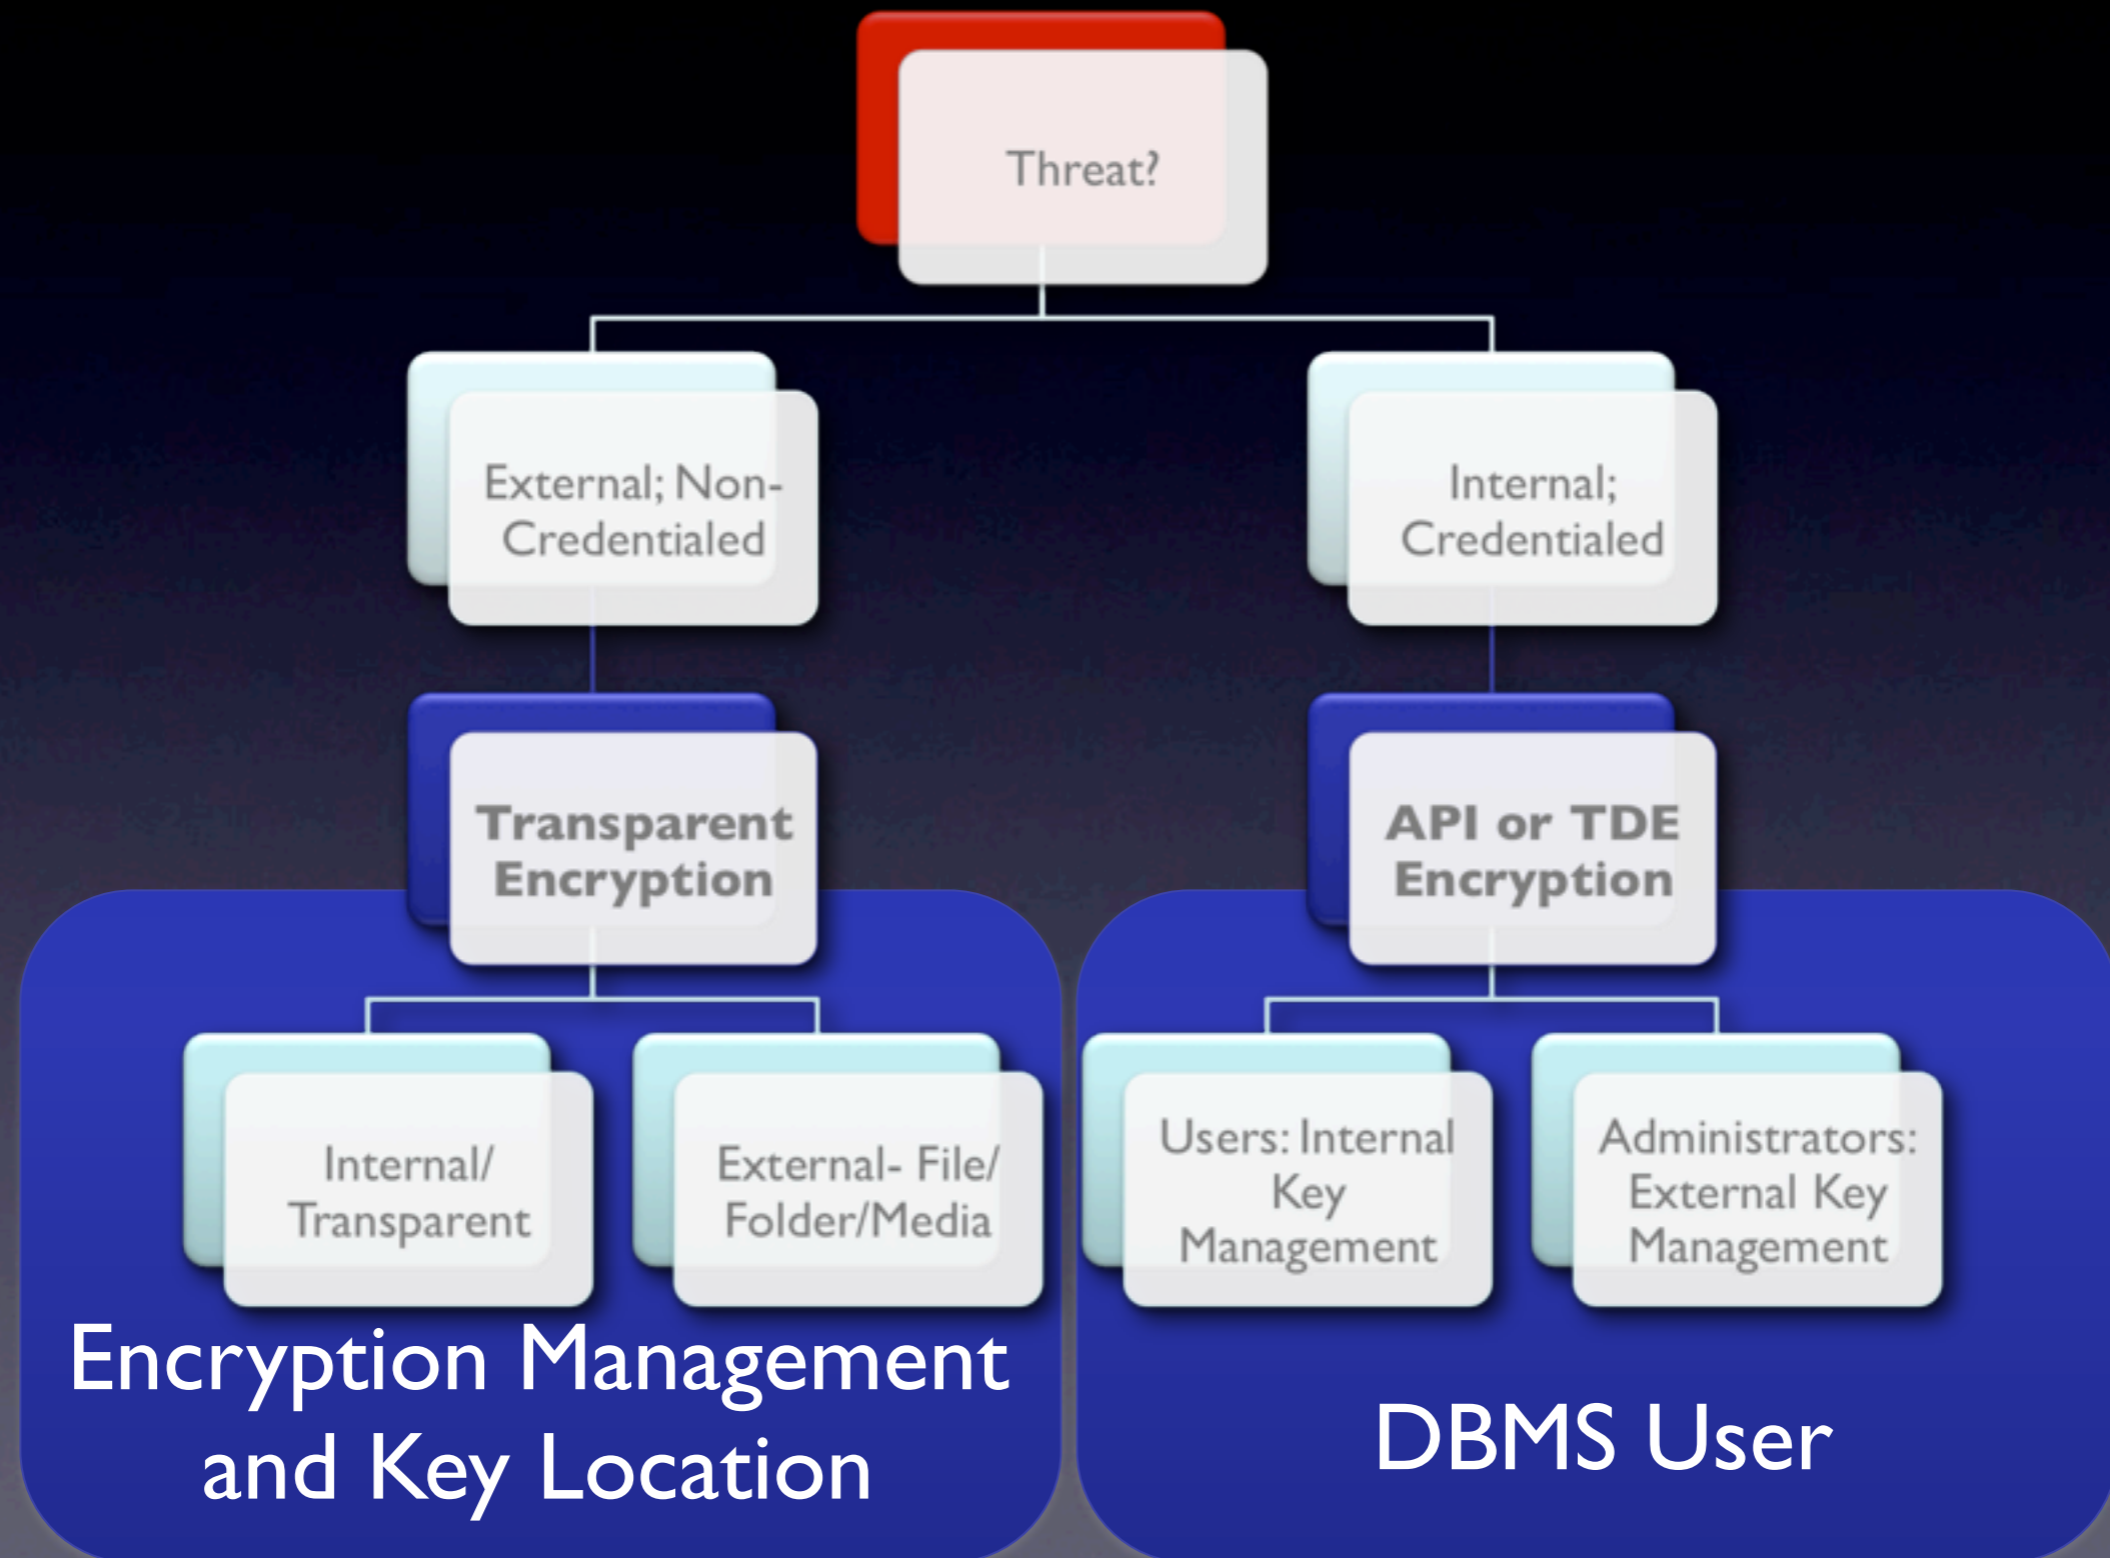 Threat?
External; Non-
Credentialed
Internal;
Credentialed
Transparent
Encryption
API or TDE
Encryption
Internal/
Transparent
External- File/
Folder/Media
Users: Internal
Key
Management
Administrators:
External Key
Management
Encryption Management
and Key Location
DBMS User